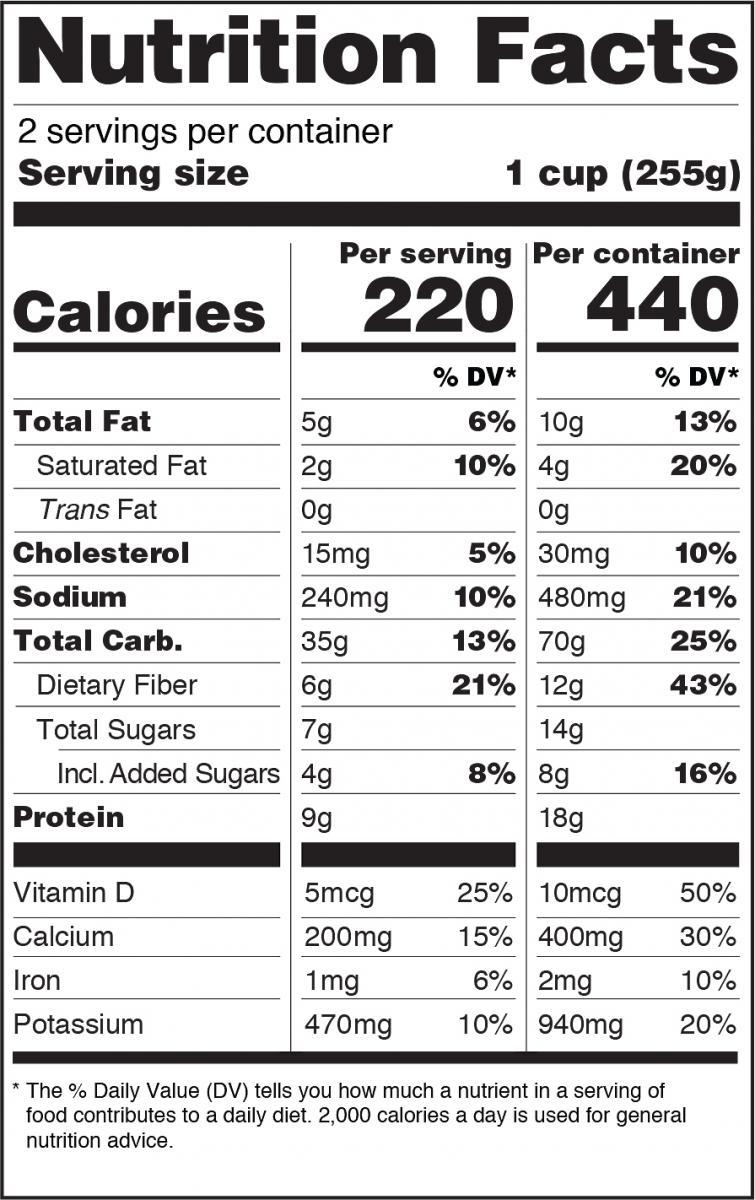 Nutrition Facts
2 servings per container
Serving size 1 cup (255g)
Per serving Per container
Calories 220 440
% DV* % DV*
Total Fat 5g 6% 10g 13%
Saturated Fat 2g 10% 4g 20%
Trans Fat 0g 0g
Cholesterol 15mg 5% 30mg 10%
Sodium 240mg 10% 480mg 21%
Total Carb. 35g 13% 70g 25%
Dietary Fiber 6g 21% 12g 43%
Total Sugars 7g 14g
Incl. Added Sugars 4g 8% 8g 16%
Protein 9g 18g
Vitamin D 5mcg 25% 10mcg 50%
Calcium 200mg 15% 400mg 30%
Iron 1mg 6% 2mg 10%
Potassium 470mg 10% 940mg 20%
* The % Daily Value (DV) tells you how much a nutrient in a serving of
food contributes to a daily diet. 2,000 calories a day is used for general
nutrition advice.